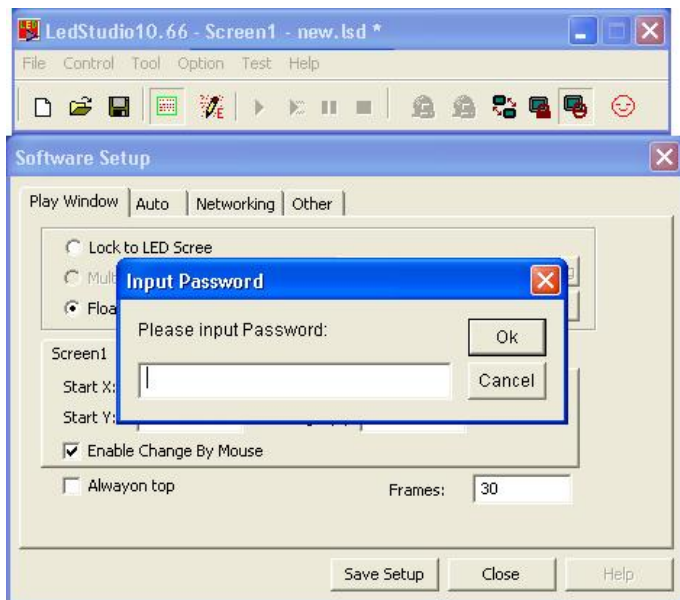 LedStudio10.66 - Screen1 - new.lsd *
File Control Tool Option Test Help
Software Setup
Play Window Auto Networking Other
Lock to LED Scree
Mult
Floa
Input Password
Please input Password:
Ok
Cancel
Screen1
Start X:
Start Y:
Enable Change By Mouse
Alwayon top
Frames: 30
Save Setup Close Help